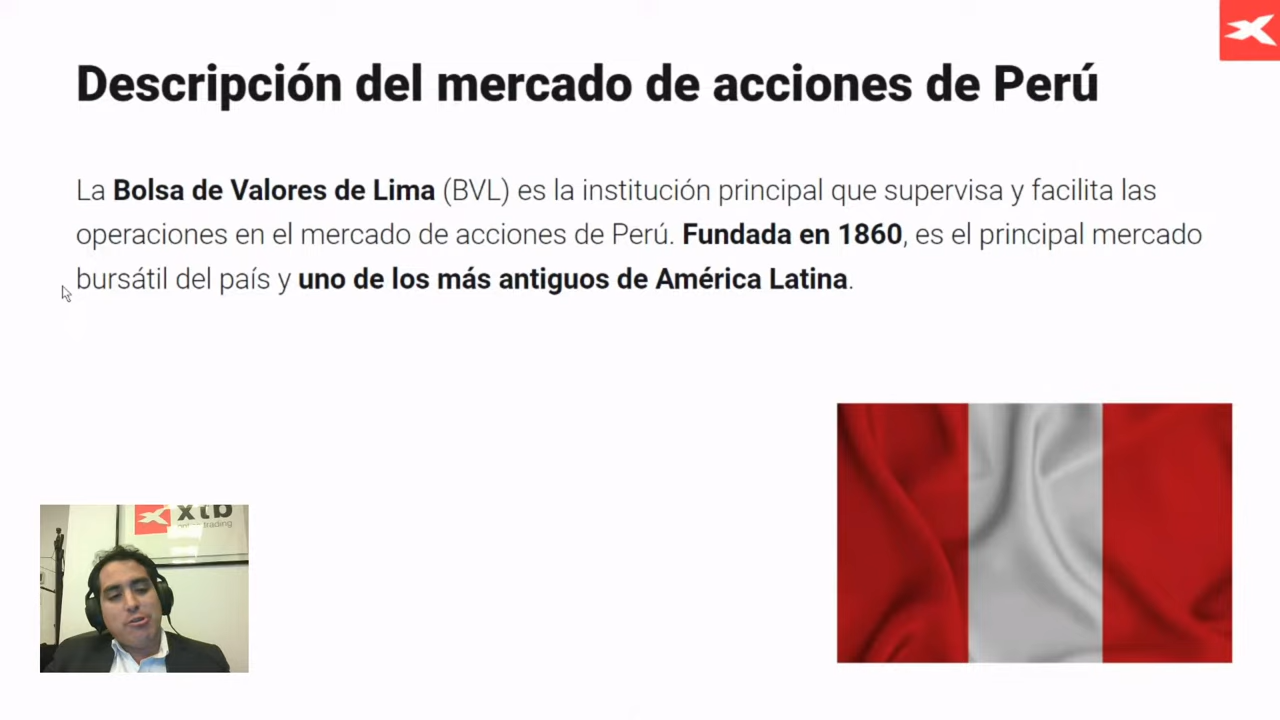 Descripción del mercado de acciones de Perú
La Bolsa de Valores de Lima (BVL) es la institución principal que supervisa y facilita las
operaciones en el mercado de acciones de Perú. Fundada en 1860, es el principal mercado
bursátil del país y uno de los más antiguos de América Latina.
xtb
online trading